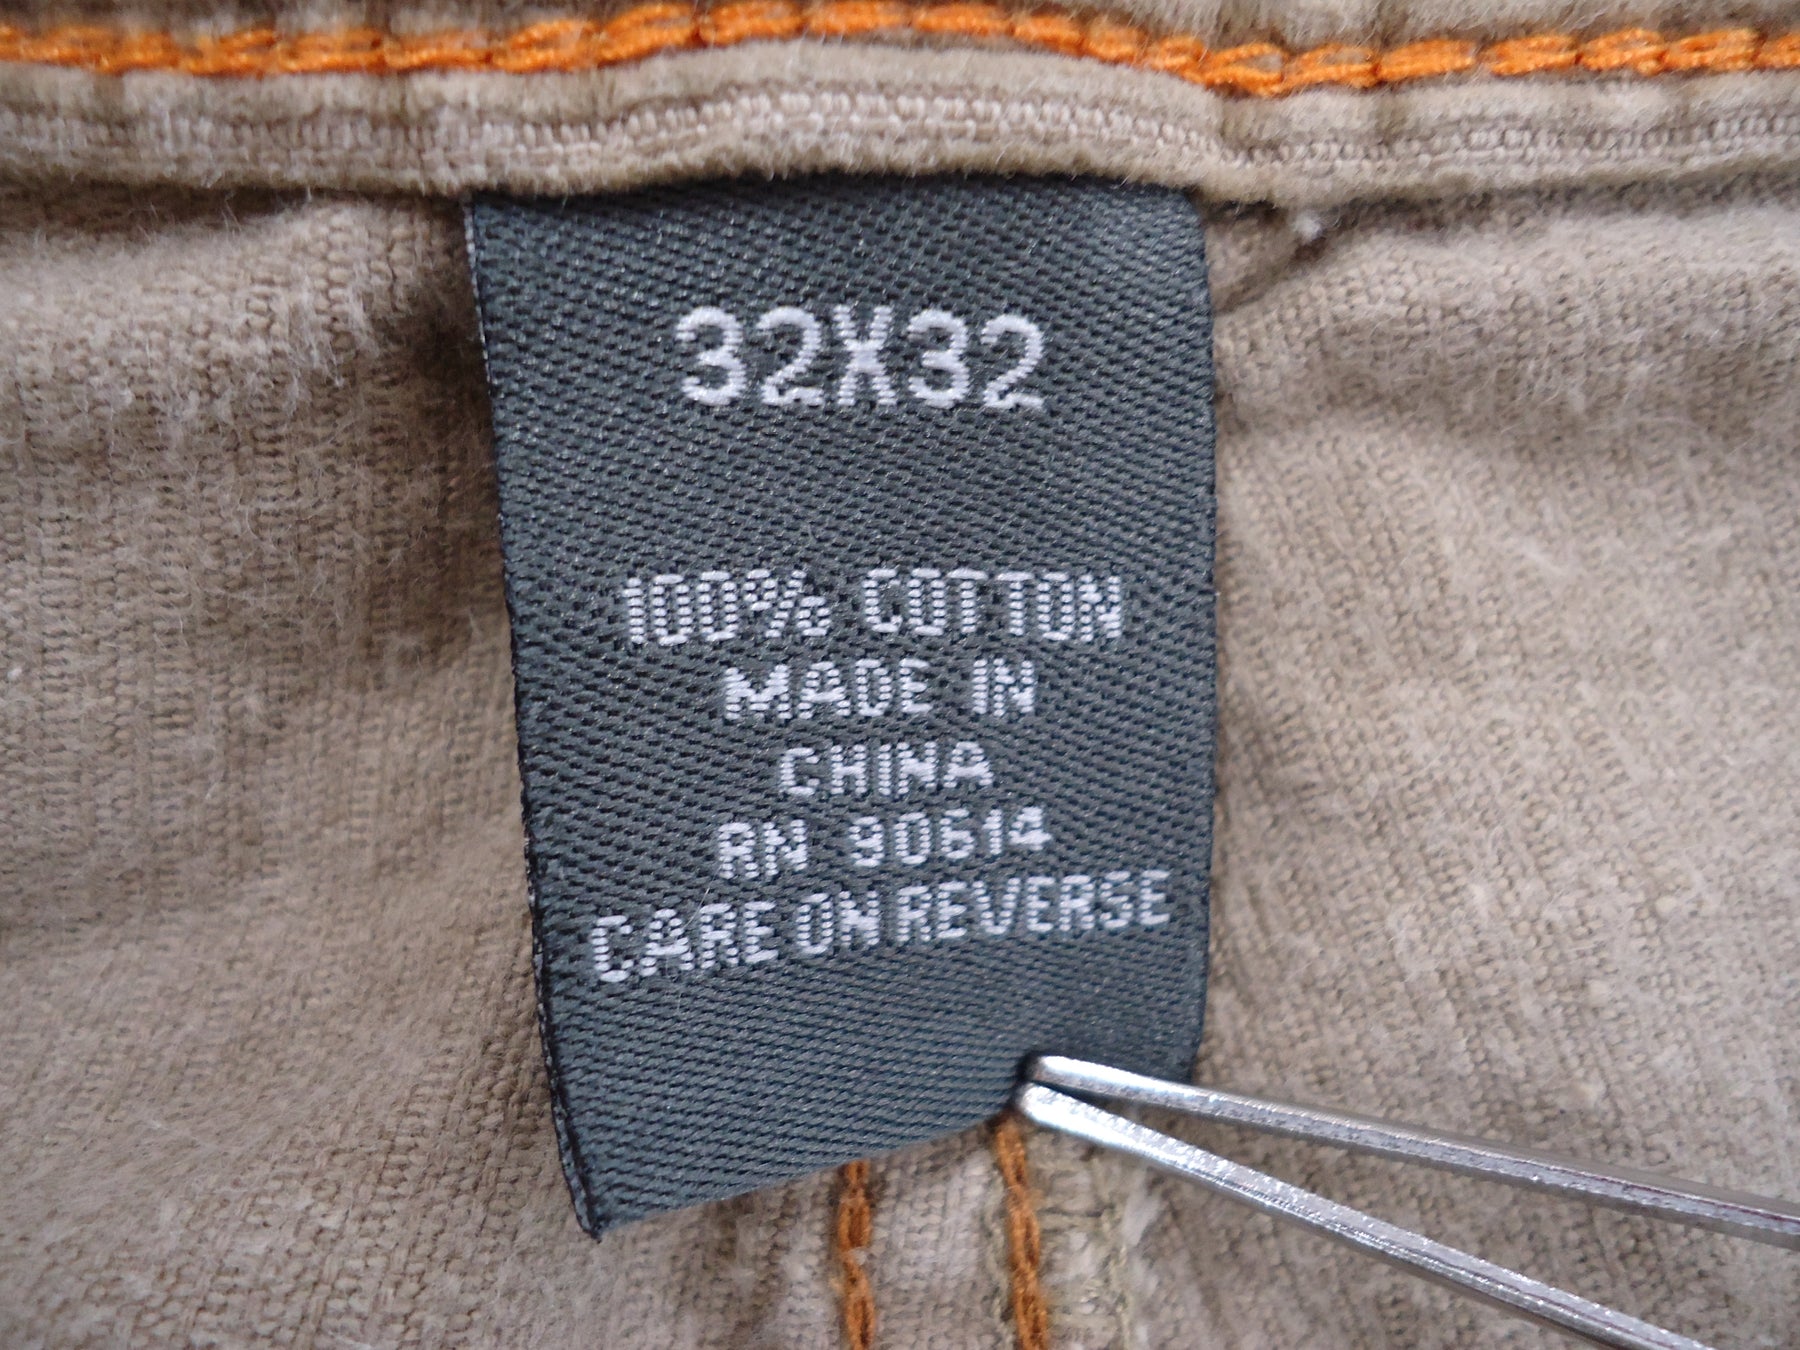 32X32
100% COTTON
MADE IN
CHINA
RN 90614
CARE ON REVERSE